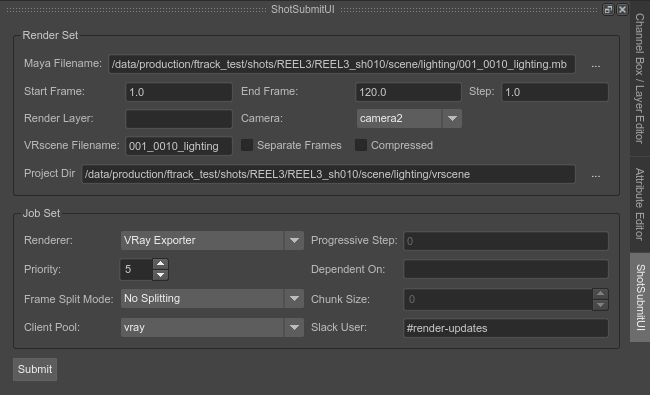 ShotSubmitUI
Render Set
Maya Filename: /data/production/ftrack_test/shots/REEL3/REEL3_sh010/scene/lighting/001_0010_lighting.mb ...
Start Frame: 1.0 End Frame: 120.0 Step: 1.0
Render Layer: Camera: camera2
VRscene Filename: 001_0010_lighting Separate Frames Compressed
Project Dir /data/production/ftrack_test/shots/REEL3/REEL3_sh010/scene/lighting/vrscene ...
Job Set
Renderer: VRay Exporter Progressive Step: 0
Priority: 5 Dependent On:
Frame Split Mode: No Splitting Chunk Size: 0
Client Pool: vray Slack User: #render-updates
Submit
Channel Box / Layer Editor
Attribute Editor
ShotSubmitUI